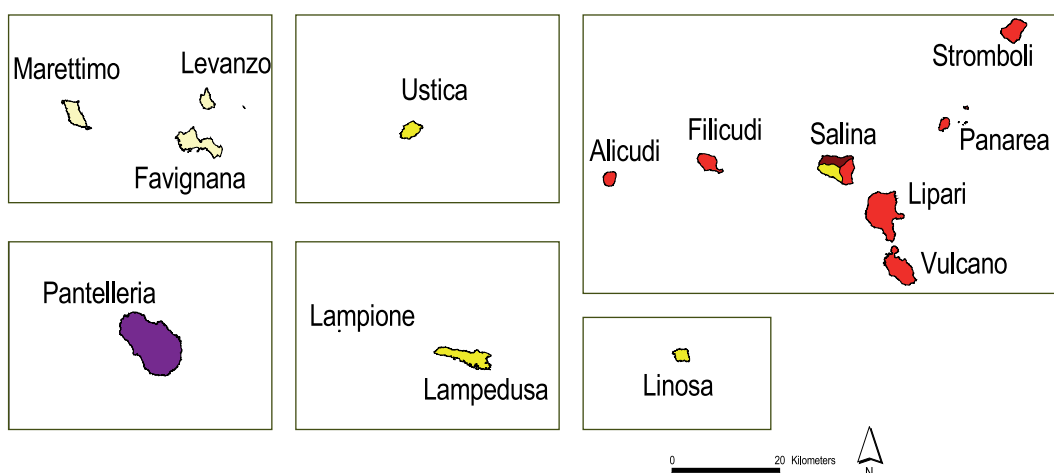 Marettimo
Levanzo
Favignana
Ustica
Stromboli
Panarea
Alicudi
Filicudi
Salina
Lipari
Vulcano
Pantelleria
Lampione
Lampedusa
Linosa
0 20 Kilometers
N